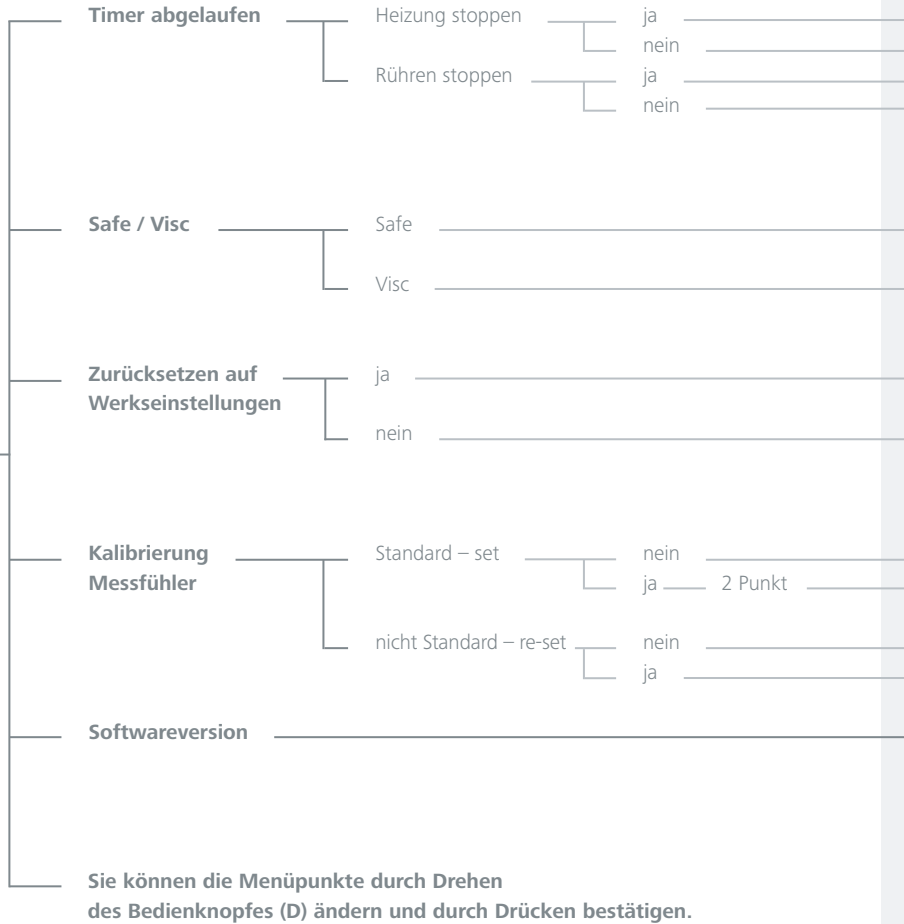 Timer abgelaufen Heizung stoppen ja
nein
Rühren stoppen ja
nein
Safe / Visc Safe
Visc
Zurücksetzen auf ja
Werkseinstellungen
nein
Kalibrierung Standard – set nein
Messfühler ja 2 Punkt
nicht Standard – re-set nein
ja
Softwareversion
Sie können die Menüpunkte durch Drehen
des Bedienknopfes (D) ändern und durch Drücken bestätigen.